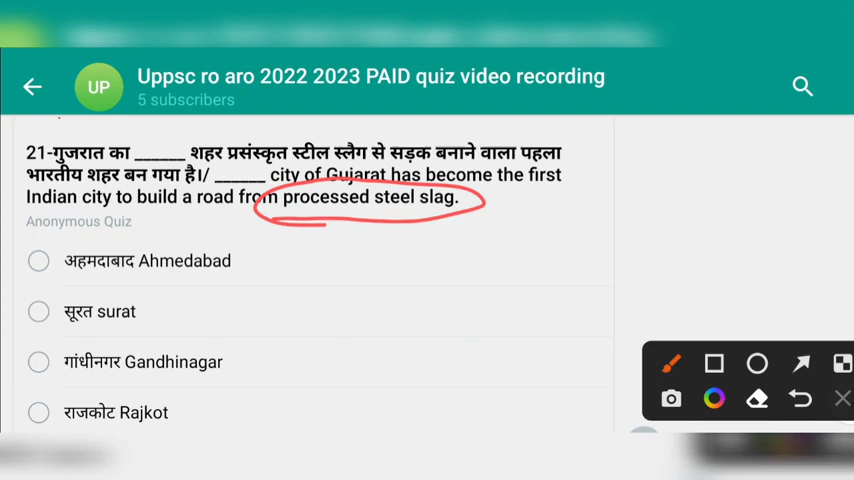 UP
Uppsc ro aro 2022 2023 PAID quiz video recording
5 subscribers
21-गुजरात का ______ शहर प्रसंस्कृत स्टील स्लैग से सड़क बनाने वाला पहला
भारतीय शहर बन गया है।/ ______ city of Gujarat has become the first
Indian city to build a road from processed steel slag.
Anonymous Quiz
अहमदाबाद Ahmedabad
सूरत surat
गांधीनगर Gandhinagar
राजकोट Rajkot